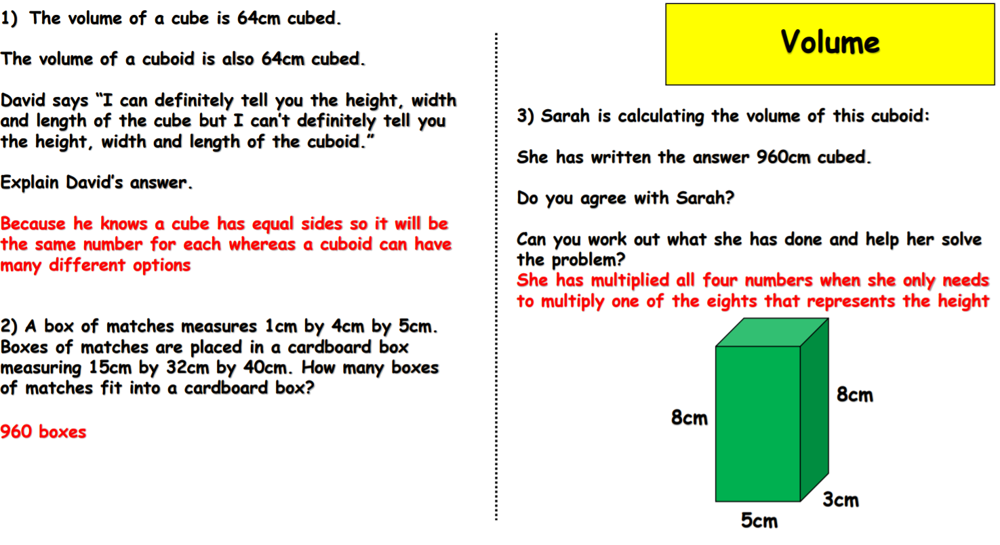 1) The volume of a cube is 64cm cubed.
The volume of a cuboid is also 64cm cubed.
David says “I can definitely tell you the height, width
and length of the cube but I can’t definitely tell you
the height, width and length of the cuboid.”
Explain David’s answer.
Because he knows a cube has equal sides so it will be
the same number for each whereas a cuboid can have
many different options
2) A box of matches measures 1cm by 4cm by 5cm.
Boxes of matches are placed in a cardboard box
measuring 15cm by 32cm by 40cm. How many boxes
of matches fit into a cardboard box?
960 boxes
Volume
3) Sarah is calculating the volume of this cuboid:
She has written the answer 960cm cubed.
Do you agree with Sarah?
Can you work out what she has done and help her solve
the problem?
She has multiplied all four numbers when she only needs
to multiply one of the eights that represents the height
8cm
8cm
3cm
5cm